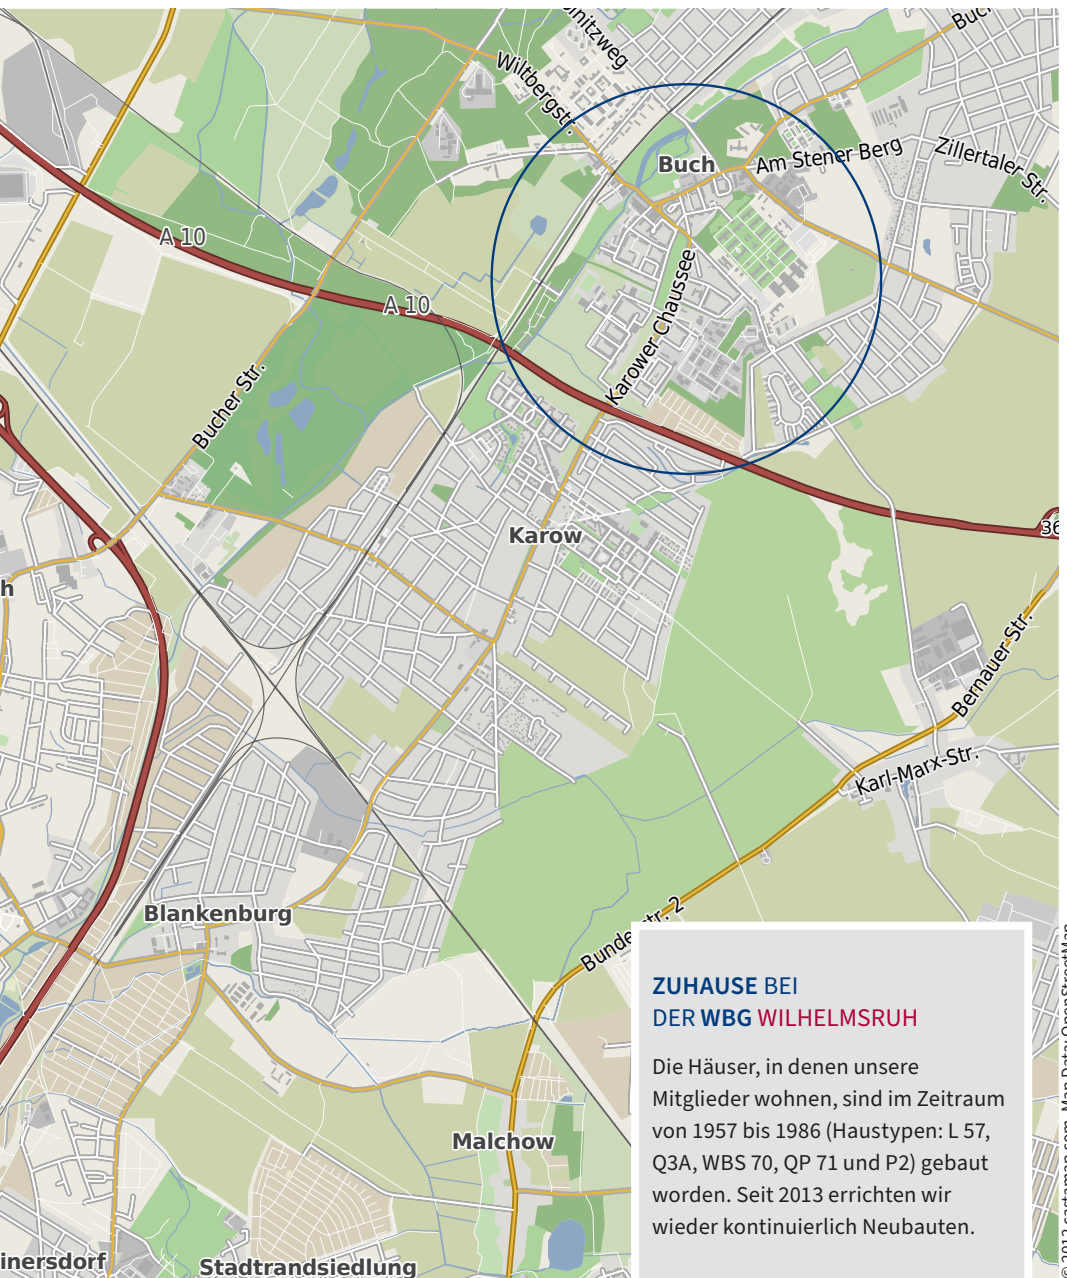 Wiltbergstr.
Buch
Am Stener Berg
Zillertaler Str.
A 10
A 10
Karower Chaussee
Bucher Str.
Karow
36
h
Bernauer Str.
Karl-Marx-Str.
Blankenburg
ZUHAUSE BEI
DER WBG WILHELMSRUH
Die Häuser, in denen unsere
Mitglieder wohnen, sind im Zeitraum
von 1957 bis 1986 (Haustypen: L 57,
Q3A, WBS 70, QP 71 und P2) gebaut
worden. Seit 2013 errichten wir
wieder kontinuierlich Neubauten.
Malchow
inersdorf
Stadtrandsiedlung